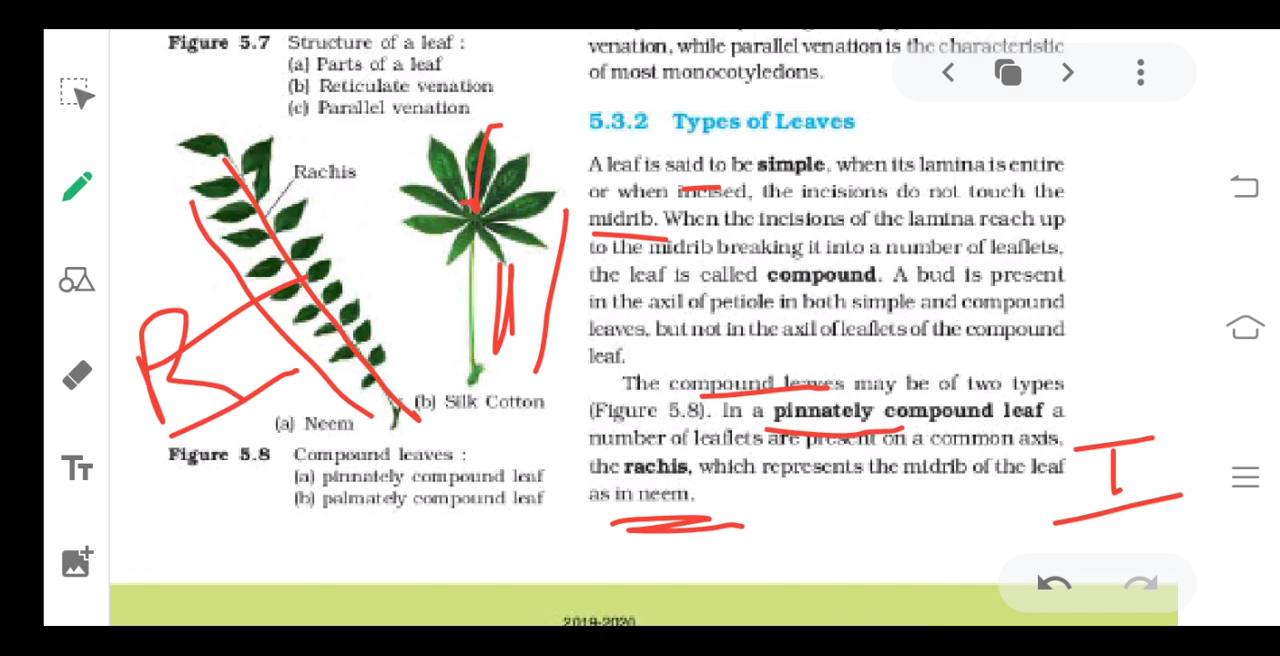 Figure 5.7 Structure of a leaf :
(a) Parts of a leaf
(b) Reticulate venation
(c) Parallel venation
Rachis
(b) Silk Cotton
(a) Neem
Figure 5.8 Compound leaves :
(a) pinnately compound leaf
(b) palmately compound leaf
venation, while parallel venation is the characteristic
of most monocotyledons.
5.3.2 Types of Leaves
A leaf is said to be simple, when its lamina is entire
or when incised, the incisions do not touch the
midrib. When the incisions of the lamina reach up
to the midrib breaking it into a number of leaflets,
the leaf is called compound. A bud is present
in the axil of petiole in both simple and compound
leaves, but not in the axil of leaflets of the compound
leaf.
The compound leaves may be of two types
(Figure 5.8). In a pinnately compound leaf a
number of leaflets are present on a common axis,
the rachis, which represents the midrib of the leaf
as in neem.
I
R
TT
2019-2020